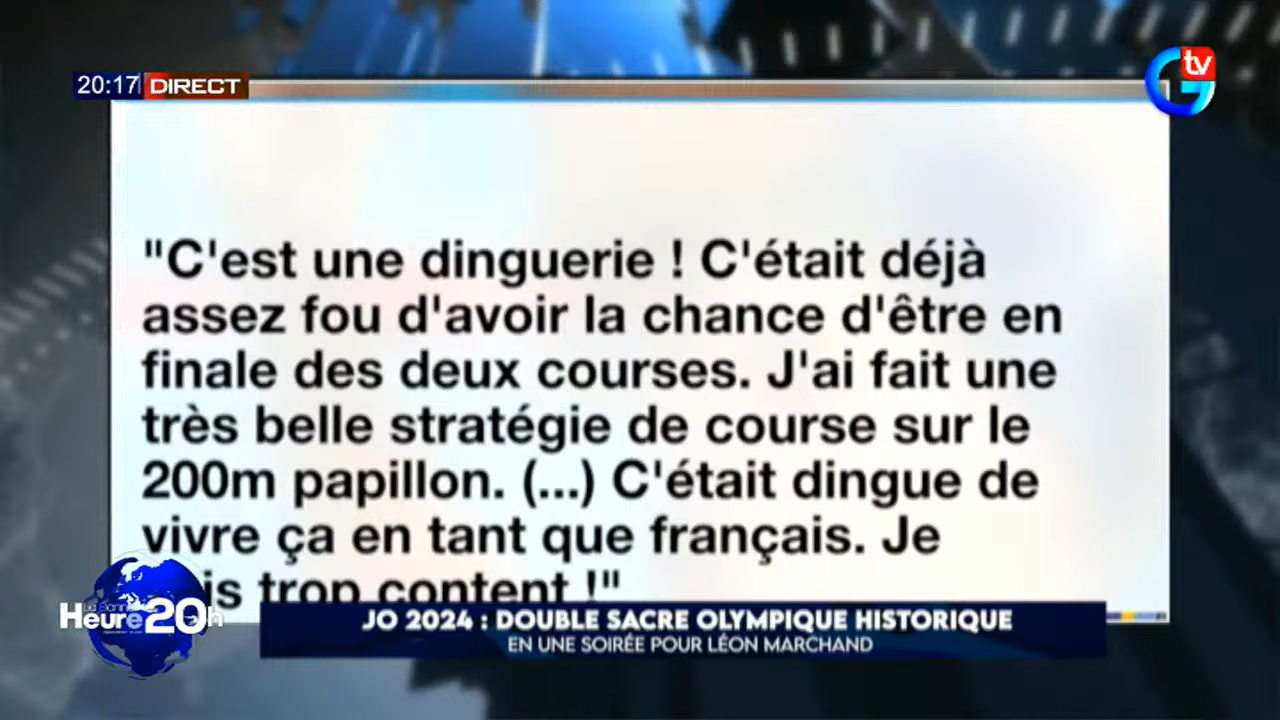 20:17 DIRECT
G tv
"C'est une dinguerie ! C'était déjà
assez fou d'avoir la chance d'être en
finale des deux courses. J'ai fait une
très belle stratégie de course sur le
200m papillon. (...) C'était dingue de
vivre ça en tant que français. Je
is trop content !"
Heure 20h
JO 2024 : DOUBLE SACRE OLYMPIQUE HISTORIQUE
EN UNE SOIRÉE POUR LÉON MARCHAND